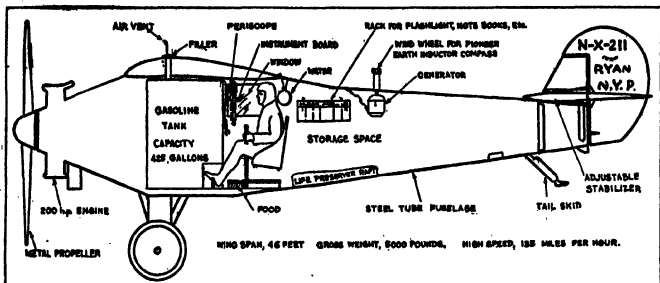 AIR VENT
FILLER
PERISCOPE
INSTRUMENT BOARD
WINDOW
WATER
RACK FOR FLASHLIGHT, NOTE BOOKS, ETC.
WIND WHEEL FOR PIONEER
EARTH INDUCTOR COMPASS
GENERATOR
N-X-211
RYAN
N.Y.P.
GASOLINE
TANK
CAPACITY
425 GALLONS
STORAGE SPACE
LIFE PRESERVER RAFT
ADJUSTABLE
STABILIZER
200 h.p. ENGINE
FOOD
STEEL TUBE FUSELAGE
TAIL SKID
METAL PROPELLER
WING SPAN, 46 FEET GROSS WEIGHT, 5000 POUNDS, HIGH SPEED, 135 MILES PER HOUR.